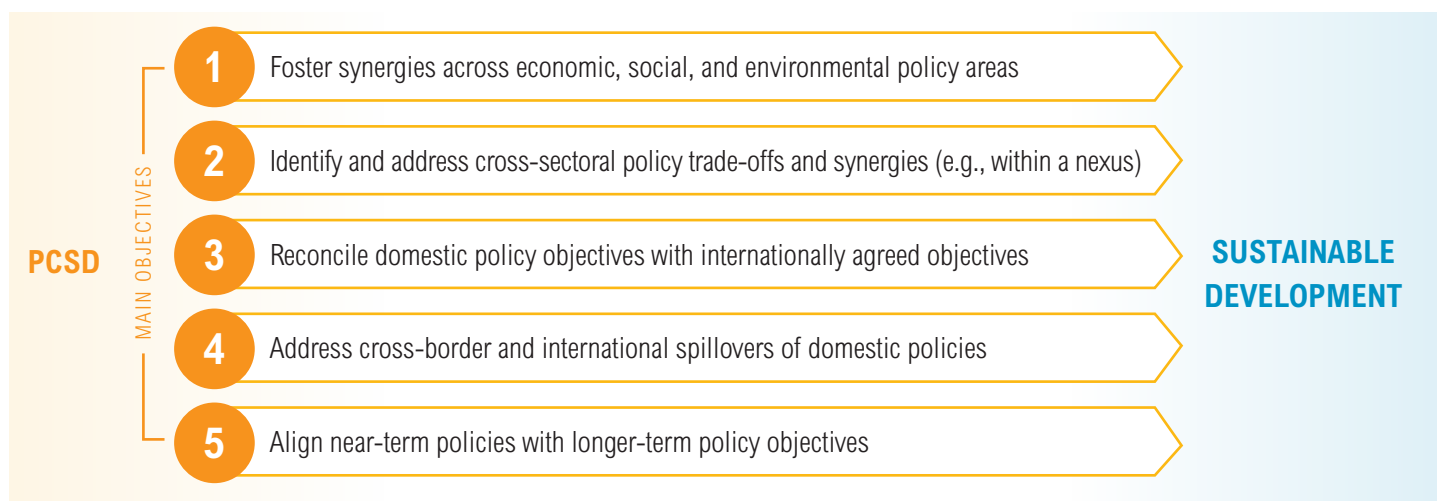 PCSD
MAIN OBJECTIVES
1
Foster synergies across economic, social, and environmental policy areas
2
Identify and address cross-sectoral policy trade-offs and synergies (e.g., within a nexus)
3
Reconcile domestic policy objectives with internationally agreed objectives
4
Address cross-border and international spillovers of domestic policies
5
Align near-term policies with longer-term policy objectives
SUSTAINABLE
DEVELOPMENT